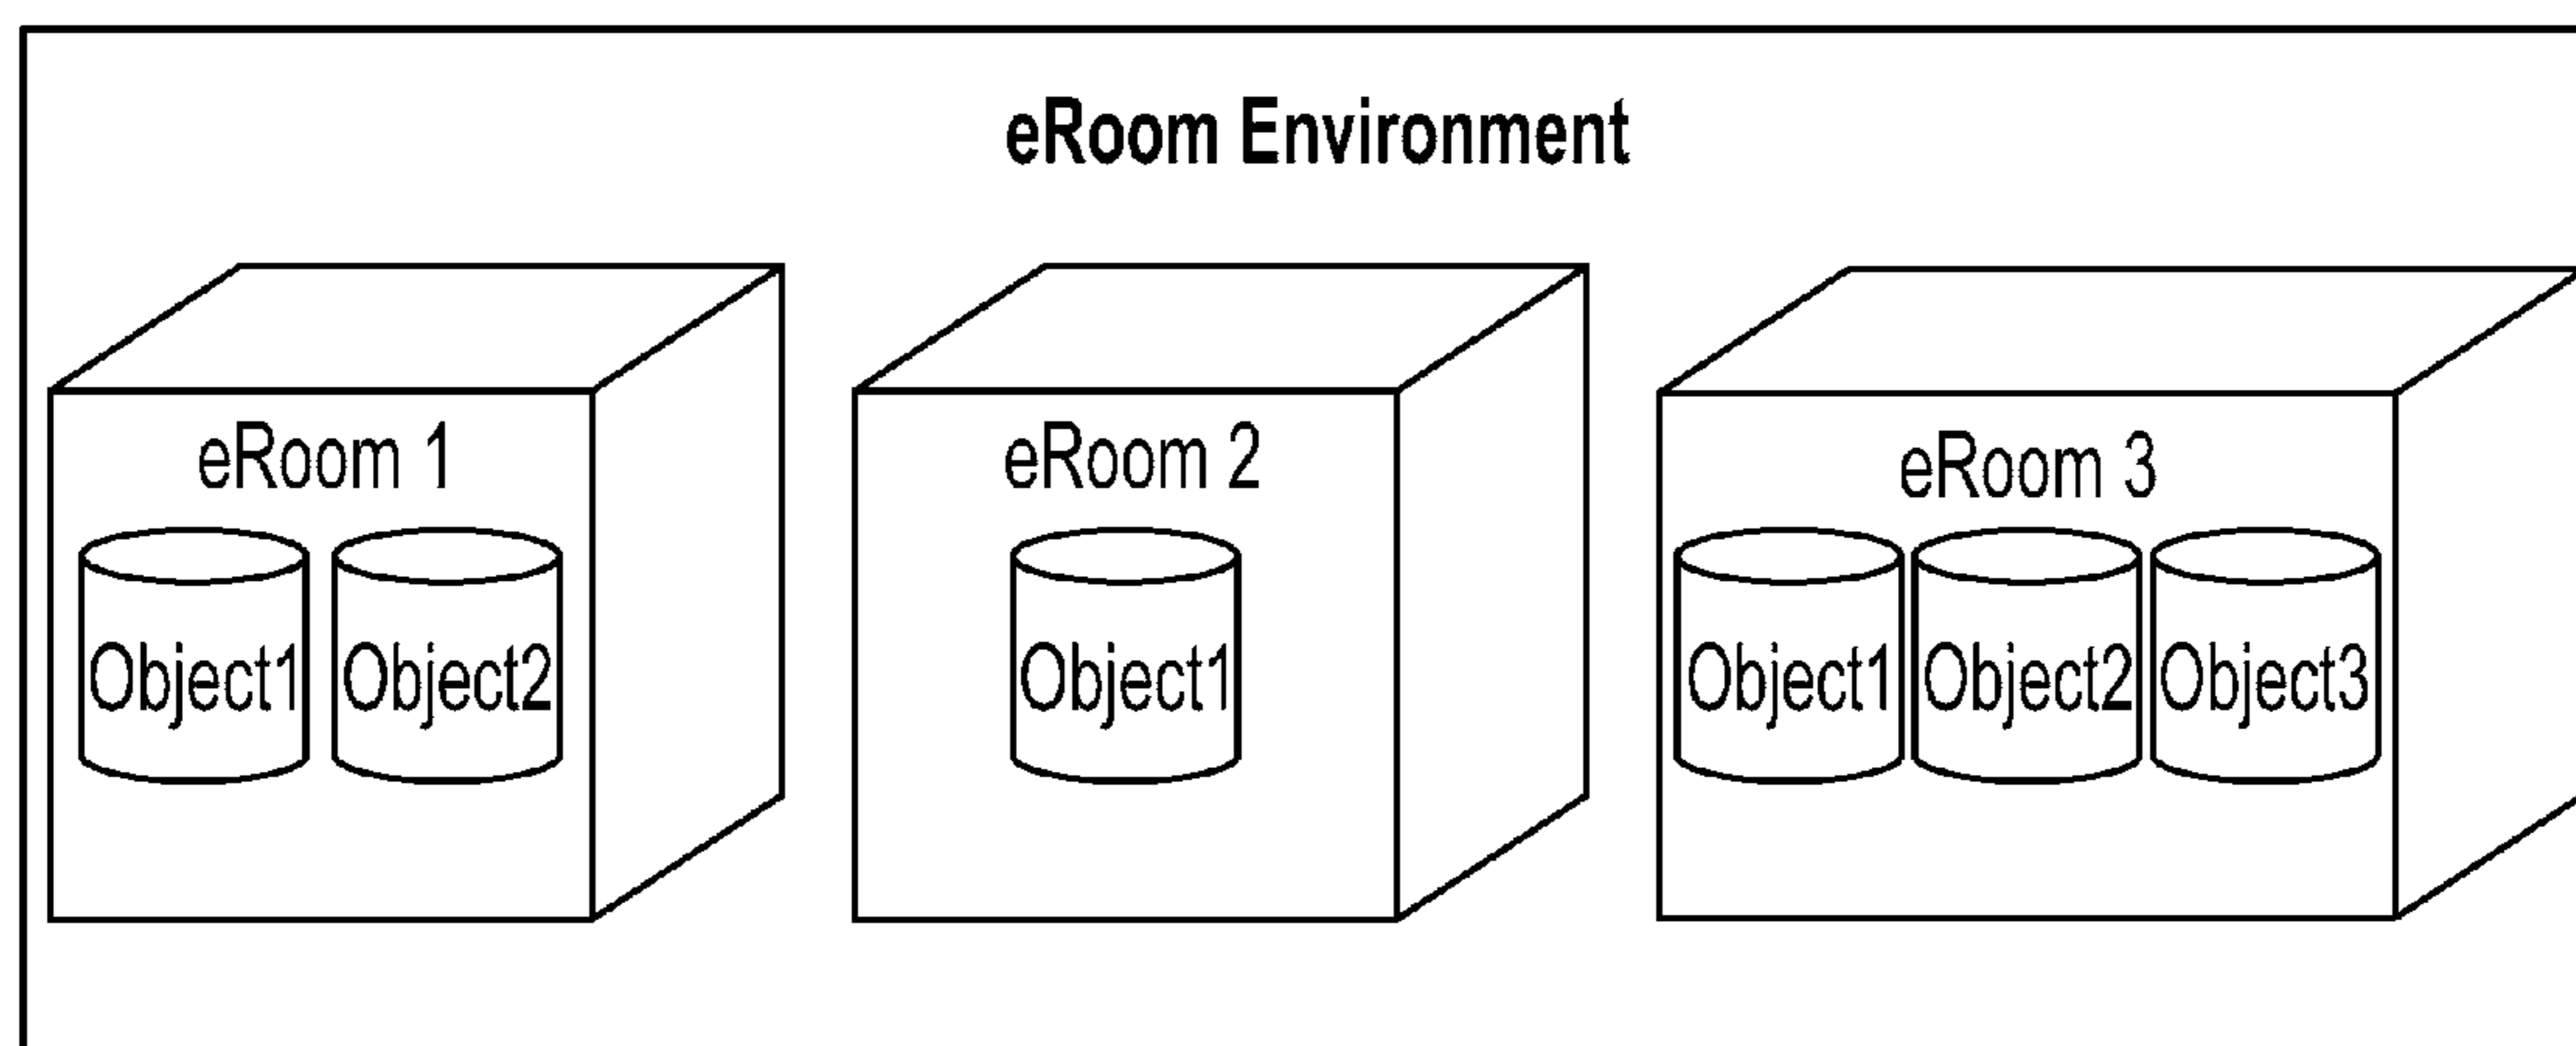 eRoom Environment
eRoom 1
Object1 Object2
eRoom 2
Object1
eRoom 3
Object1 Object2 Object3